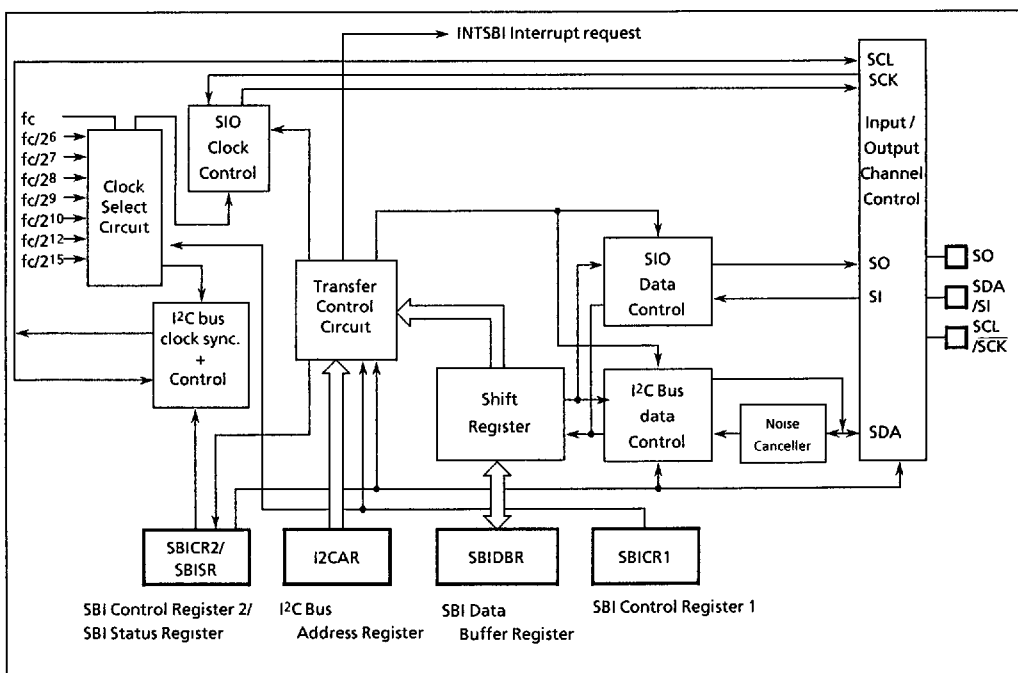 INTSBI Interrupt request
SCL
SCK
Input /
Output
Channel
Control
SO
SI
SDA
SO
SDA
/SI
SCL
/S̅C̅K̅
fc
fc/2⁶
fc/2⁷
fc/2⁸
fc/2⁹
fc/2¹⁰
fc/2¹²
fc/2¹⁵
Clock
Select
Circuit
SIO
Clock
Control
I²C bus
clock sync.
+
Control
Transfer
Control
Circuit
SIO
Data
Control
Shift
Register
I²C Bus
data
Control
Noise
Canceller
SBICR2/
SBISR
I2CAR
SBIDBR
SBICR1
SBI Control Register 2/
SBI Status Register
I²C Bus
Address Register
SBI Data
Buffer Register
SBI Control Register 1